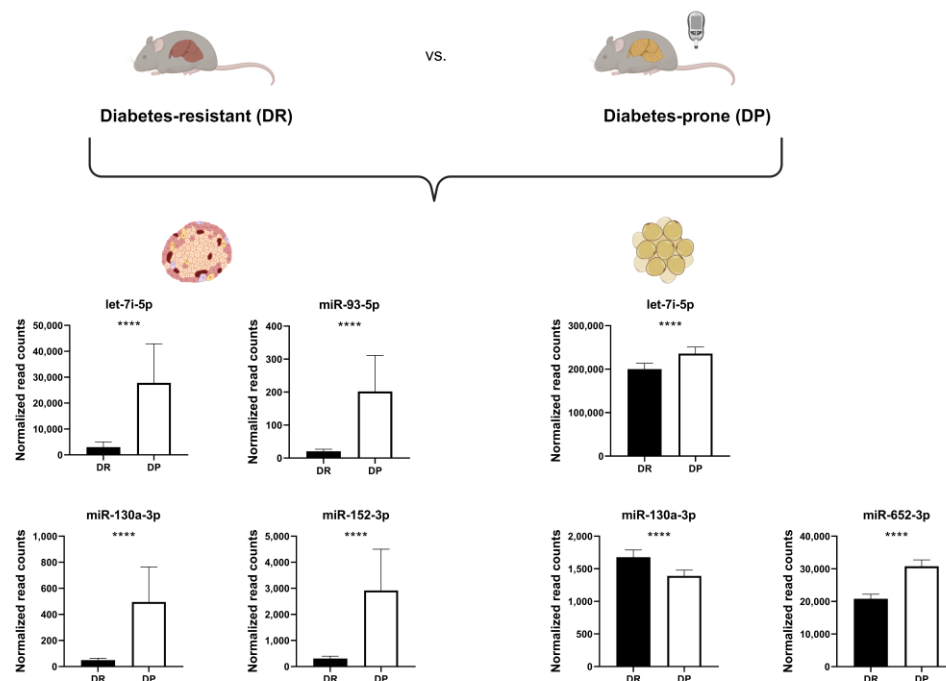 vs.
Diabetes-resistant (DR)
Diabetes-prone (DP)
let-7i-5p
****
Normalized read counts
50,000
40,000
30,000
20,000
10,000
0
DR
DP
miR-93-5p
****
Normalized read counts
400
300
200
100
0
DR
DP
let-7i-5p
****
Normalized read counts
300,000
200,000
100,000
0
DR
DP
miR-130a-3p
****
Normalized read counts
1,000
800
600
400
200
0
DR
DP
miR-152-3p
****
Normalized read counts
5,000
4,000
3,000
2,000
1,000
0
DR
DP
miR-130a-3p
****
Normalized read counts
2,000
1,500
1,000
500
0
DR
DP
miR-652-3p
****
Normalized read counts
40,000
30,000
20,000
10,000
0
DR
DP